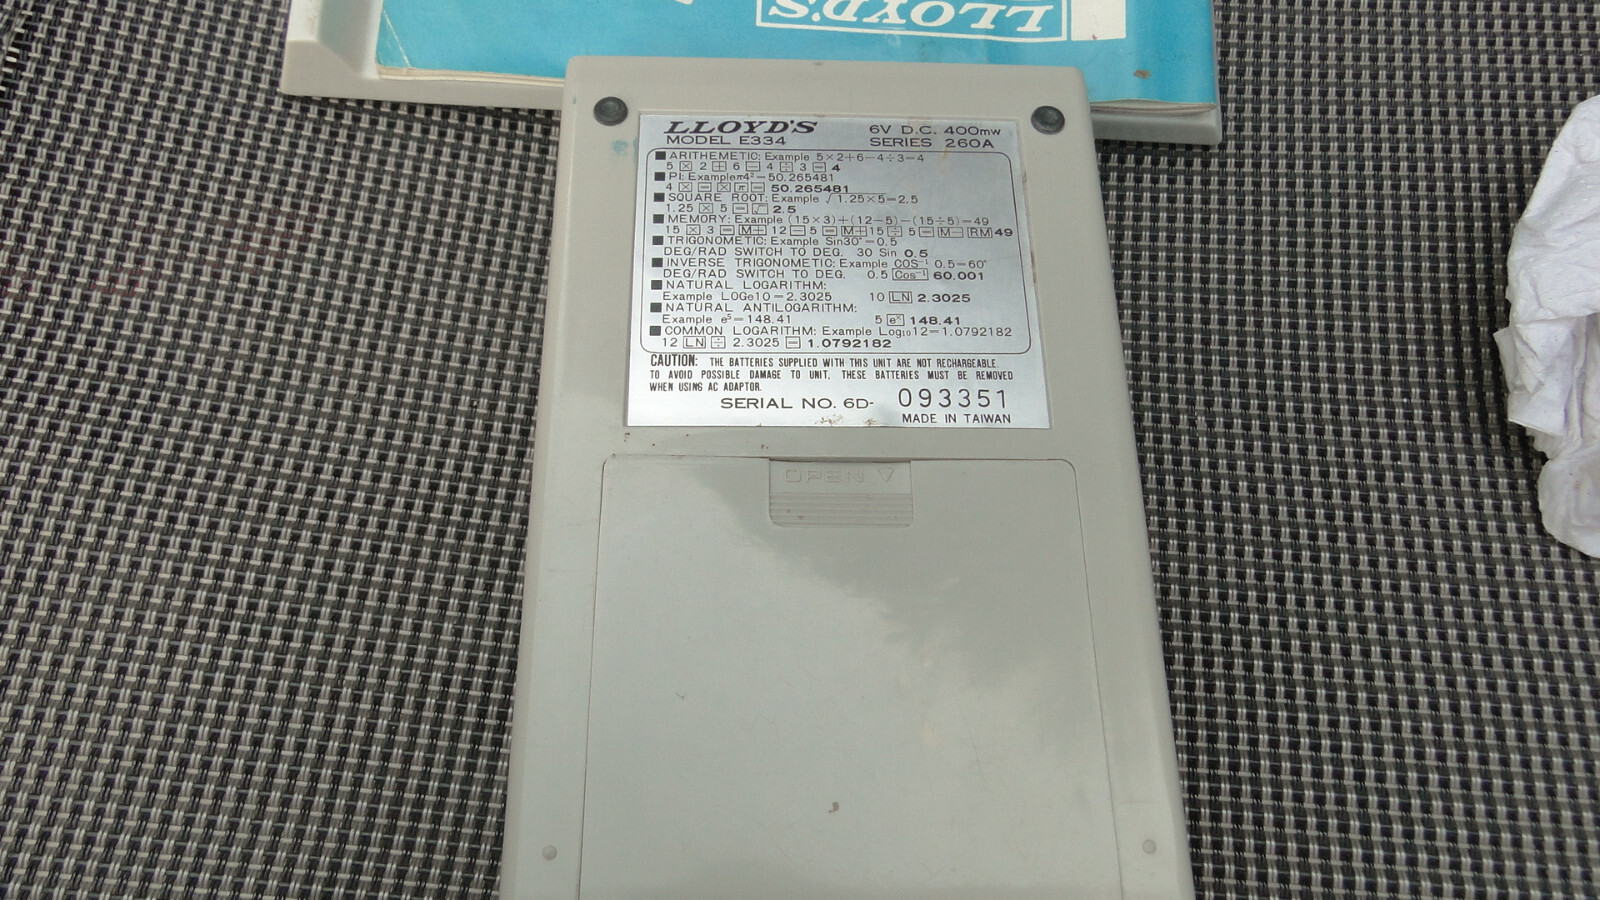 LLOYD'S
LLOYD'S 6V D.C. 400mw
MODEL E334 SERIES 260A
■ ARITHEMETIC: Example 5×2+6−4÷3−4
5 × 2 + 6 − 4 ÷ 3 = 4
■ PI: Example π4²−50.265481
4 × = × π = 50.265481
■ SQUARE ROOT: Example √1.25×5−2.5
1.25 × 5 = √ 2.5
■ MEMORY: Example (15×3)+(12−5)−(15÷5)−49
15 × 3 = M+ 12 − 5 = M+ 15 ÷ 5 = M− RM 49
■ TRIGONOMETIC: Example Sin30°−0.5
DEG/RAD SWITCH TO DEG. 30 Sin 0.5
■ INVERSE TRIGONOMETIC: Example COS⁻¹ 0.5−60°
DEG/RAD SWITCH TO DEG. 0.5 Cos⁻¹ 60.001
■ NATURAL LOGARITHM:
Example LOGe10−2.3025 10 LN 2.3025
■ NATURAL ANTILOGARITHM:
Example e⁵−148.41 5 eˣ 148.41
■ COMMON LOGARITHM: Example Log₁₀12−1.0792182
12 LN ÷ 2.3025 = 1.0792182
CAUTION: THE BATTERIES SUPPLIED WITH THIS UNIT ARE NOT RECHARGEABLE.
TO AVOID POSSIBLE DAMAGE TO UNIT, THESE BATTERIES MUST BE REMOVED
WHEN USING AC ADAPTOR.
SERIAL NO. 6D- 093351
MADE IN TAIWAN
OPEN ▽